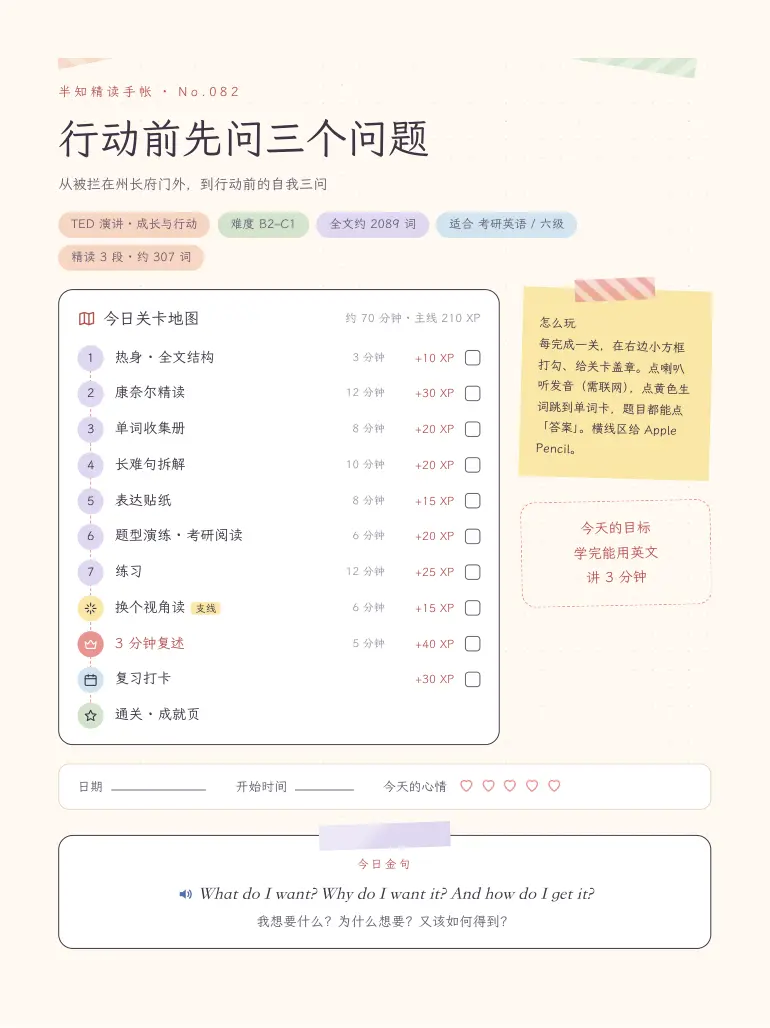 半知精读手帐 · No.082
行动前先问三个问题
从被拦在州长府门外，到行动前的自我三问
TED 演讲·成长与行动
难度 B2–C1
全文约 2089 词
适合 考研英语 / 六级
精读 3 段·约 307 词
今日关卡地图
约 70 分钟·主线 210 XP
1 热身·全文结构 3 分钟 +10 XP
2 康奈尔精读 12 分钟 +30 XP
3 单词收集册 8 分钟 +20 XP
4 长难句拆解 10 分钟 +20 XP
5 表达贴纸 8 分钟 +15 XP
6 题型演练·考研阅读 6 分钟 +20 XP
7 练习 12 分钟 +25 XP
换个视角读 支线 6 分钟 +15 XP
3 分钟复述 5 分钟 +40 XP
复习打卡 +30 XP
通关·成就页
怎么玩
每完成一关，在右边小方框
打勾、给关卡盖章。点喇叭
听发音（需联网），点黄色生
词跳到单词卡，题目都能点
「答案」。横线区给 Apple
Pencil。
今天的目标
学完能用英文
讲 3 分钟
日期 开始时间 今天的心情
今日金句
What do I want? Why do I want it? And how do I get it?
我想要什么？为什么想要？又该如何得到？